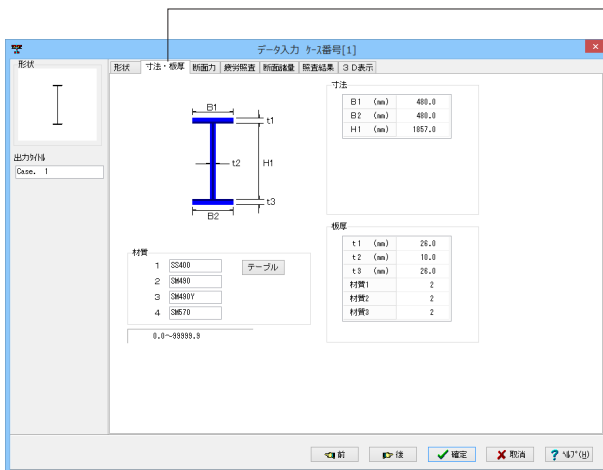 データ入力 ケース番号[1]
形状
形状 寸法・板厚 断面力 疲労照査 断面諸量 照査結果 3D表示
出力タイトル
Case. 1
B1
t1
t2
H1
t3
B2
寸法
B1 (mm) 480.0
B2 (mm) 480.0
H1 (mm) 1857.0
板厚
t1 (mm) 26.0
t2 (mm) 10.0
t3 (mm) 26.0
材質1 2
材質2 2
材質3 2
材質
1 SS400
テーブル
2 SM490
3 SM490Y
4 SM570
0.0～99999.9
前
後
確定
取消
ヘルプ(H)